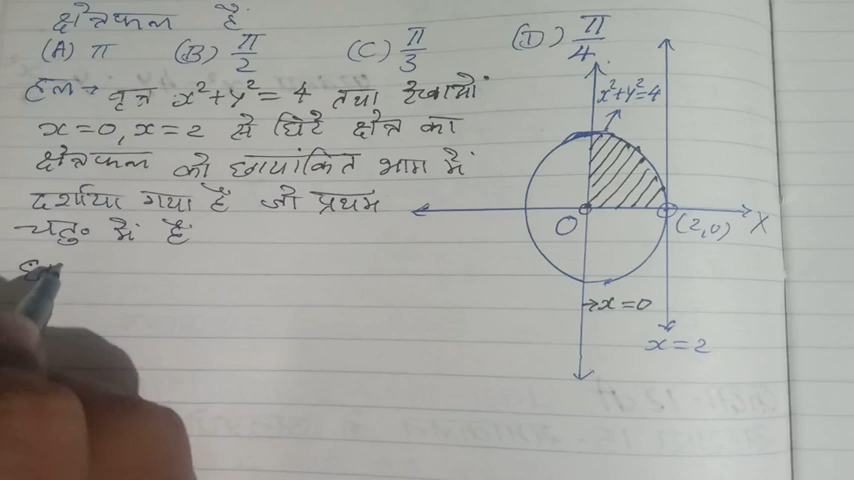 क्षेत्रफल है
(A) π (B) π/2 (C) π/3 (D) π/4
हल→ वृत्त x²+y²=4 तथा रेखाओं
x=0, x=2 से घिरे क्षेत्र का
क्षेत्रफल को छायांकित भाग में
दर्शाया गया है जो प्रथम
चतु० में है
x²+y²=4
O
(2,0)
X
→x=0
x=2